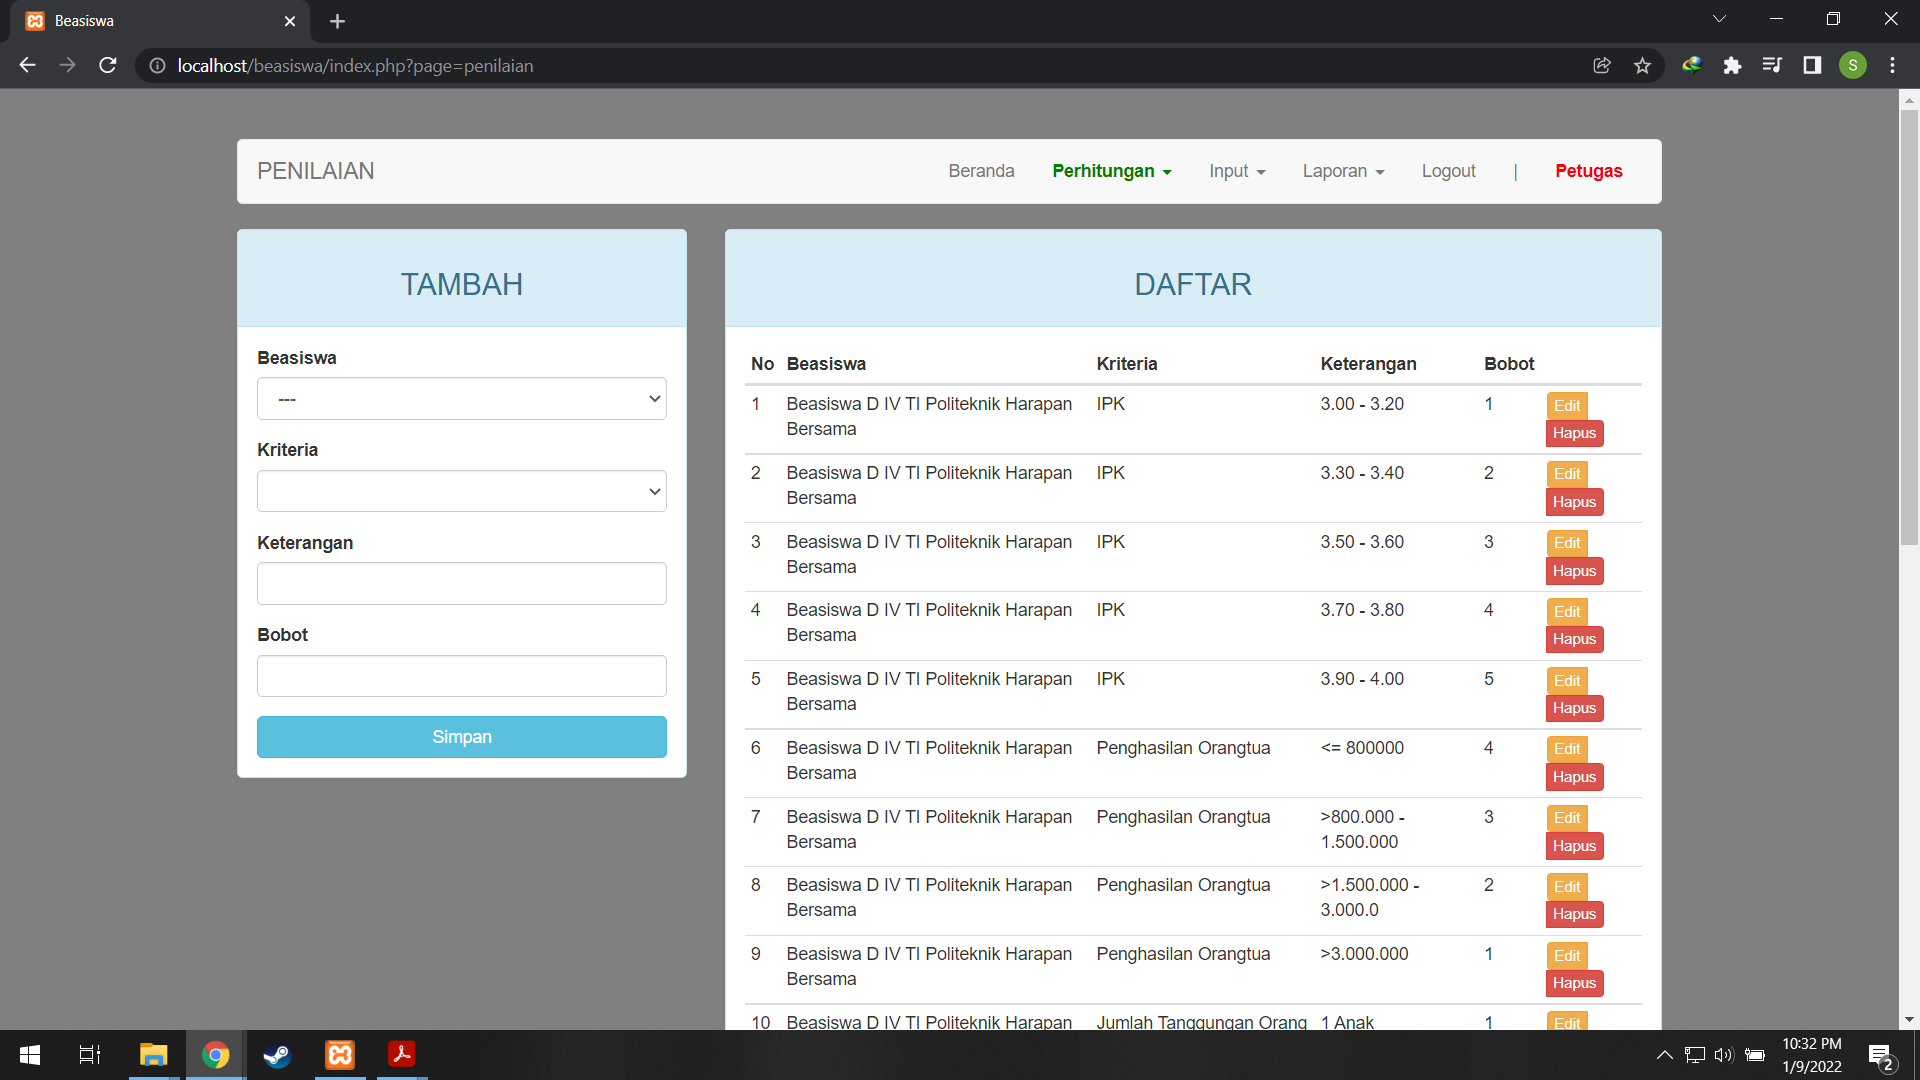 Beasiswa
localhost/beasiswa/index.php?page=penilaian
S
PENILAIAN
Beranda Perhitungan Input Laporan Logout | Petugas
TAMBAH
Beasiswa
---
Kriteria
Keterangan
Bobot
Simpan
DAFTAR
No Beasiswa Kriteria Keterangan Bobot
1 Beasiswa D IV TI Politeknik Harapan IPK 3.00 - 3.20 1 Edit
Bersama Hapus
2 Beasiswa D IV TI Politeknik Harapan IPK 3.30 - 3.40 2 Edit
Bersama Hapus
3 Beasiswa D IV TI Politeknik Harapan IPK 3.50 - 3.60 3 Edit
Bersama Hapus
4 Beasiswa D IV TI Politeknik Harapan IPK 3.70 - 3.80 4 Edit
Bersama Hapus
5 Beasiswa D IV TI Politeknik Harapan IPK 3.90 - 4.00 5 Edit
Bersama Hapus
6 Beasiswa D IV TI Politeknik Harapan Penghasilan Orangtua <= 800000 4 Edit
Bersama Hapus
7 Beasiswa D IV TI Politeknik Harapan Penghasilan Orangtua >800.000 - 3 Edit
Bersama 1.500.000 Hapus
8 Beasiswa D IV TI Politeknik Harapan Penghasilan Orangtua >1.500.000 - 2 Edit
Bersama 3.000.0 Hapus
9 Beasiswa D IV TI Politeknik Harapan Penghasilan Orangtua >3.000.000 1 Edit
Bersama Hapus
10 Beasiswa D IV TI Politeknik Harapan Jumlah Tanggungan Orang 1 Anak 1 Edit
10:32 PM
1/9/2022
2